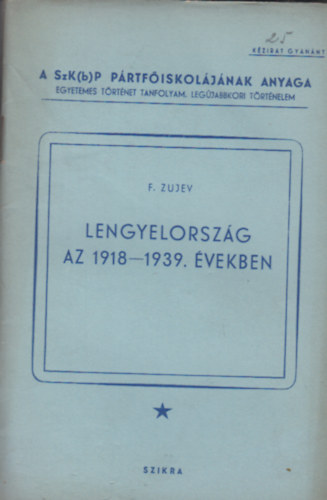 25
KÉZIRAT GYANÁNT
A SzK(b)P PÁRTFŐISKOLÁJÁNAK ANYAGA
EGYETEMES TÖRTÉNET TANFOLYAM, LEGÚJABBKORI TÖRTÉNELEM
F. ZUJEV
LENGYELORSZÁG
AZ 1918—1939. ÉVEKBEN
SZIKRA